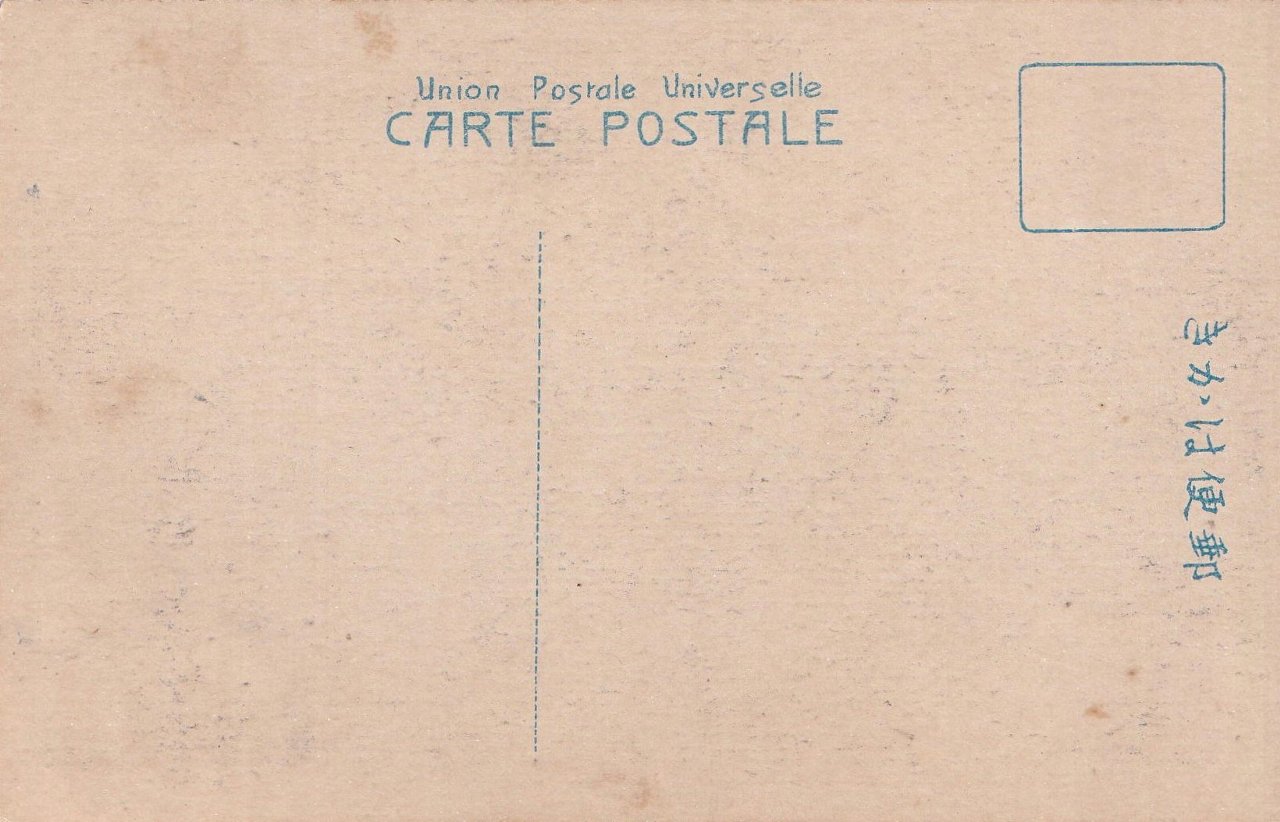 Union Postale Universelle
CARTE POSTALE
郵便はがき